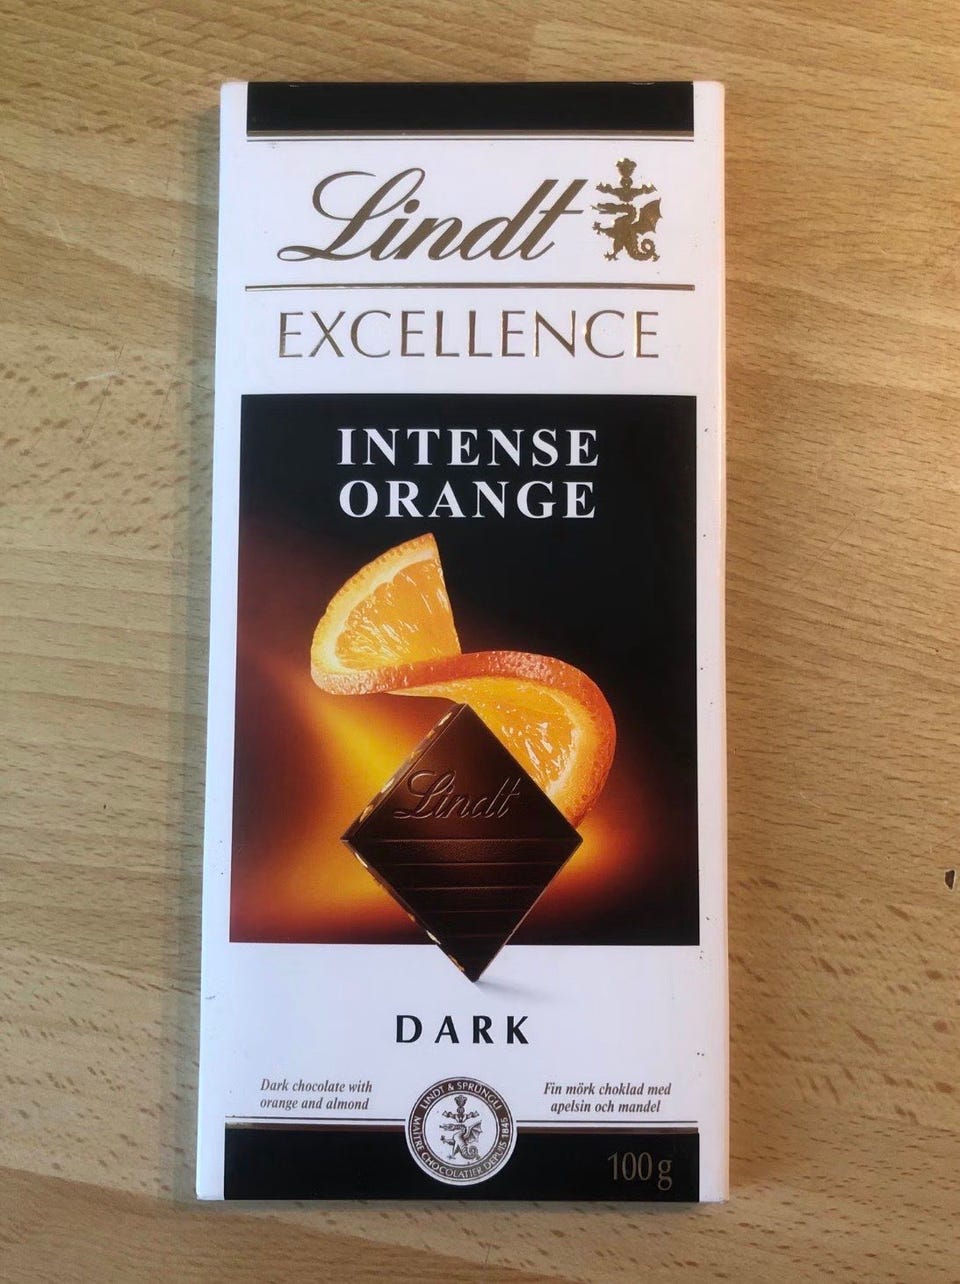 Lindt
EXCELLENCE
INTENSE
ORANGE
Lindt
DARK
Dark chocolate with
orange and almond
Fin mörk choklad med
apelsin och mandel
LINDT & SPRÜNGLI
MAÎTRE CHOCOLATIER DEPUIS 1845
100 g